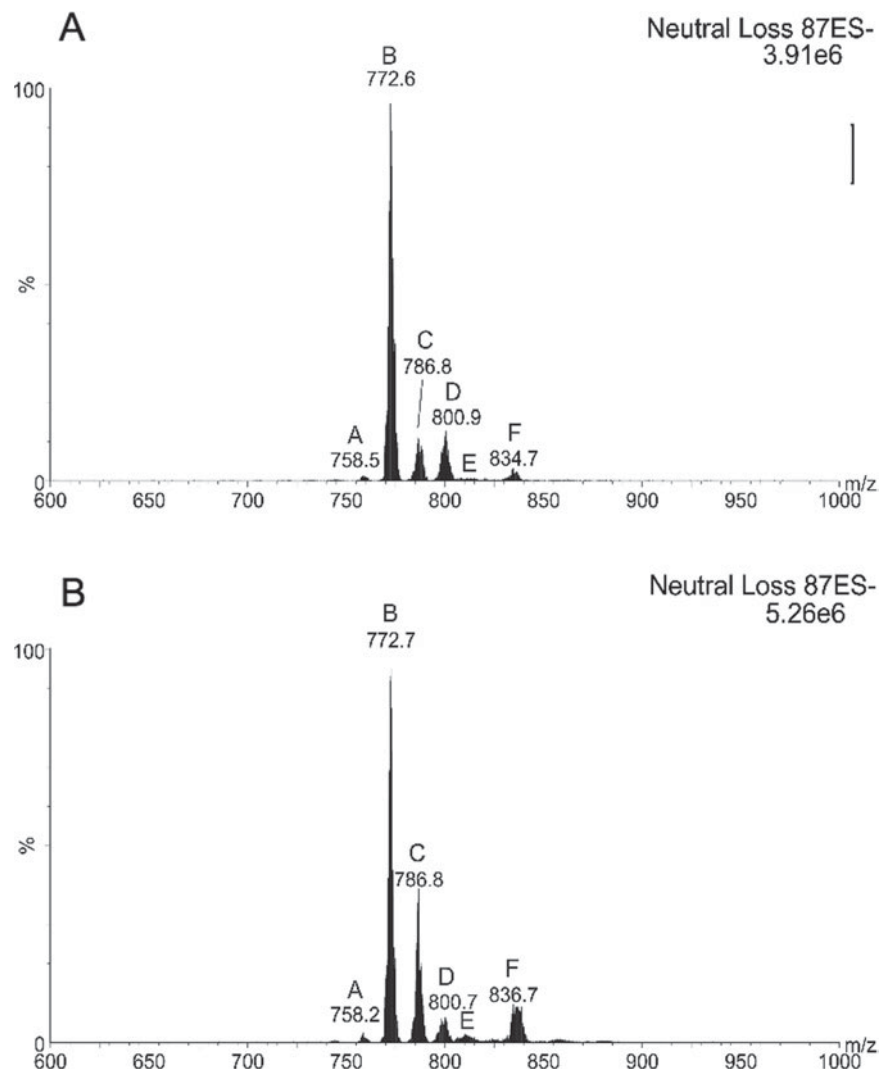 A
Neutral Loss 87ES-
3.91e6
B
772.6
100
%
C
786.8
D
800.9
A
758.5
E
F
834.7
0
600 650 700 750 800 850 900 950 1000 m/z
B
Neutral Loss 87ES-
5.26e6
B
772.7
100
%
C
786.8
A
758.2
D
800.7
E
F
836.7
0
600 650 700 750 800 850 900 950 1000 m/z